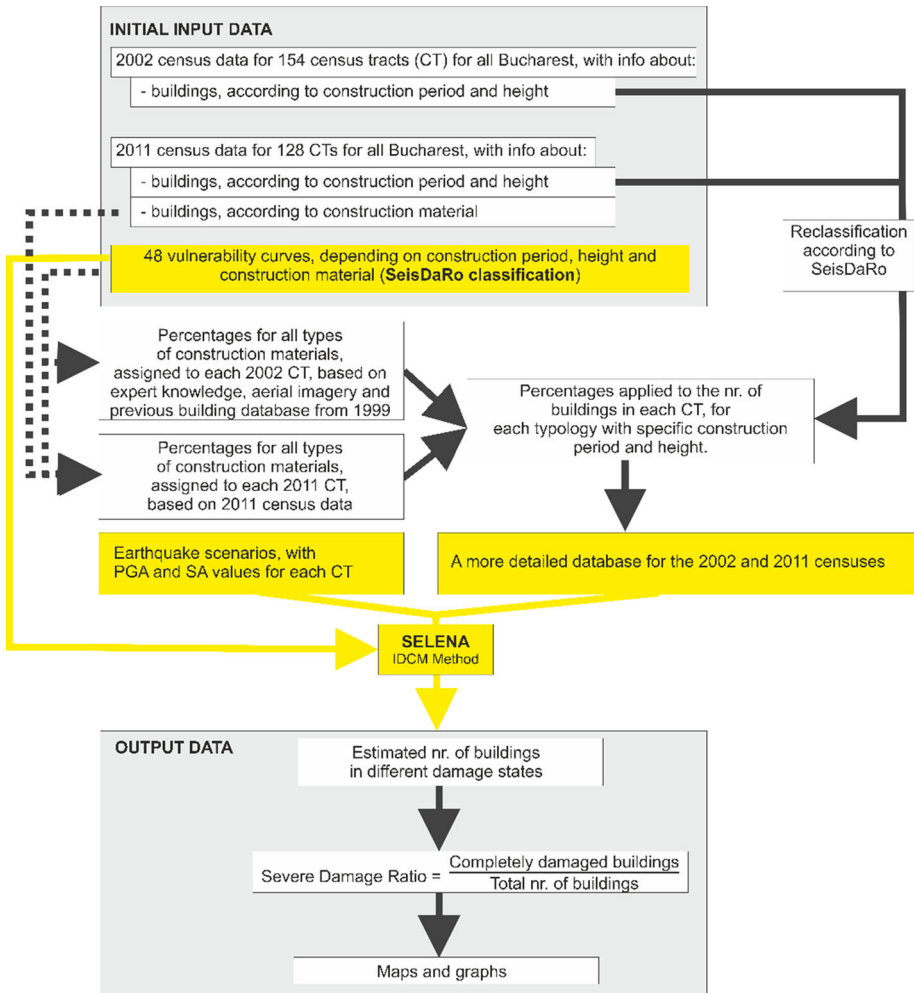 INITIAL INPUT DATA
2002 census data for 154 census tracts (CT) for all Bucharest, with info about:
- buildings, according to construction period and height
2011 census data for 128 CTs for all Bucharest, with info about:
- buildings, according to construction period and height
- buildings, according to construction material
48 vulnerability curves, depending on construction period, height and
construction material (SeisDaRo classification)
Reclassification
according to
SeisDaRo
Percentages for all types
of construction materials,
assigned to each 2002 CT, based on
expert knowledge, aerial imagery and
previous building database from 1999
Percentages for all types
of construction materials,
assigned to each 2011 CT,
based on 2011 census data
Percentages applied to the nr. of
buildings in each CT, for
each typology with specific construction
period and height.
Earthquake scenarios, with
PGA and SA values for each CT
A more detailed database for the 2002 and 2011 censuses
SELENA
IDCM Method
OUTPUT DATA
Estimated nr. of buildings
in different damage states
Severe Damage Ratio = Completely damaged buildings
Total nr. of buildings
Maps and graphs